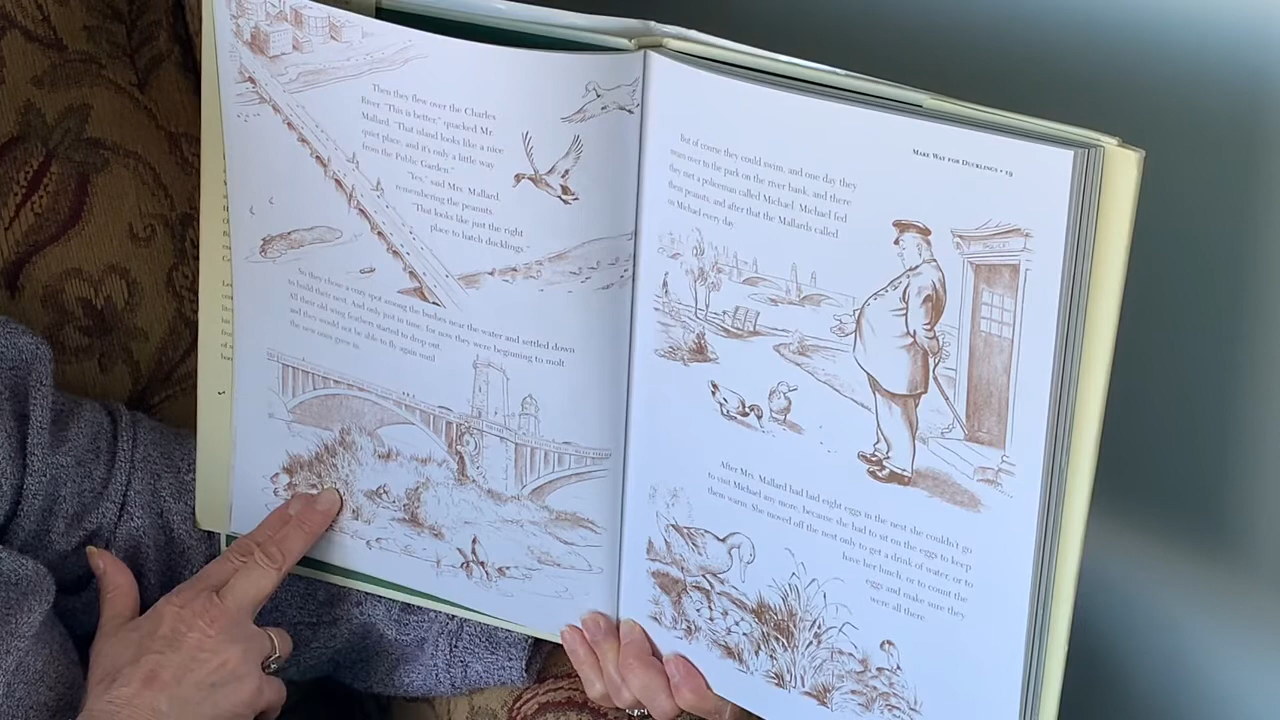 Then they flew over the Charles
River. "This is better," quacked Mr.
Mallard. "That island looks like a nice
quiet place, and it's only a little way
from the Public Garden."
"Yes," said Mrs. Mallard,
remembering the peanuts.
"That looks like just the right
place to hatch ducklings."
So they chose a cozy spot among the bushes near the water and settled down
to build their nest. And only just in time, for now they were beginning to molt.
All their old wing feathers started to drop out,
and they would not be able to fly again until
the new ones grew in.
Make Way for Ducklings • 19
But of course they could swim, and one day they
swam over to the park on the river bank, and there
they met a policeman called Michael. Michael fed
them peanuts, and after that the Mallards called
on Michael every day.
POLICE
After Mrs. Mallard had laid eight eggs in the nest she couldn't go
to visit Michael any more, because she had to sit on the eggs to keep
them warm. She moved off the nest only to get a drink of water, or to
have her lunch, or to count the
eggs and make sure they
were all there.